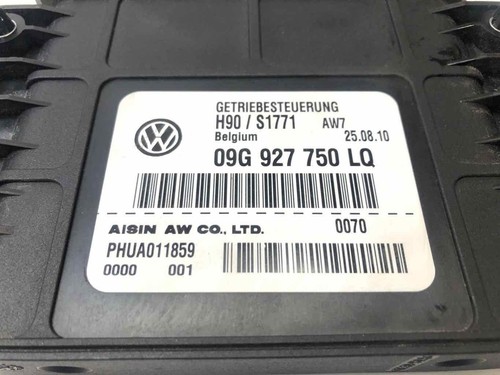 GETRIEBESTEUERUNG
H90 / S1771 AW7
Belgium 25.08.10
09G 927 750 LQ
AISIN AW CO., LTD. 0070
PHUA011859
0000 001